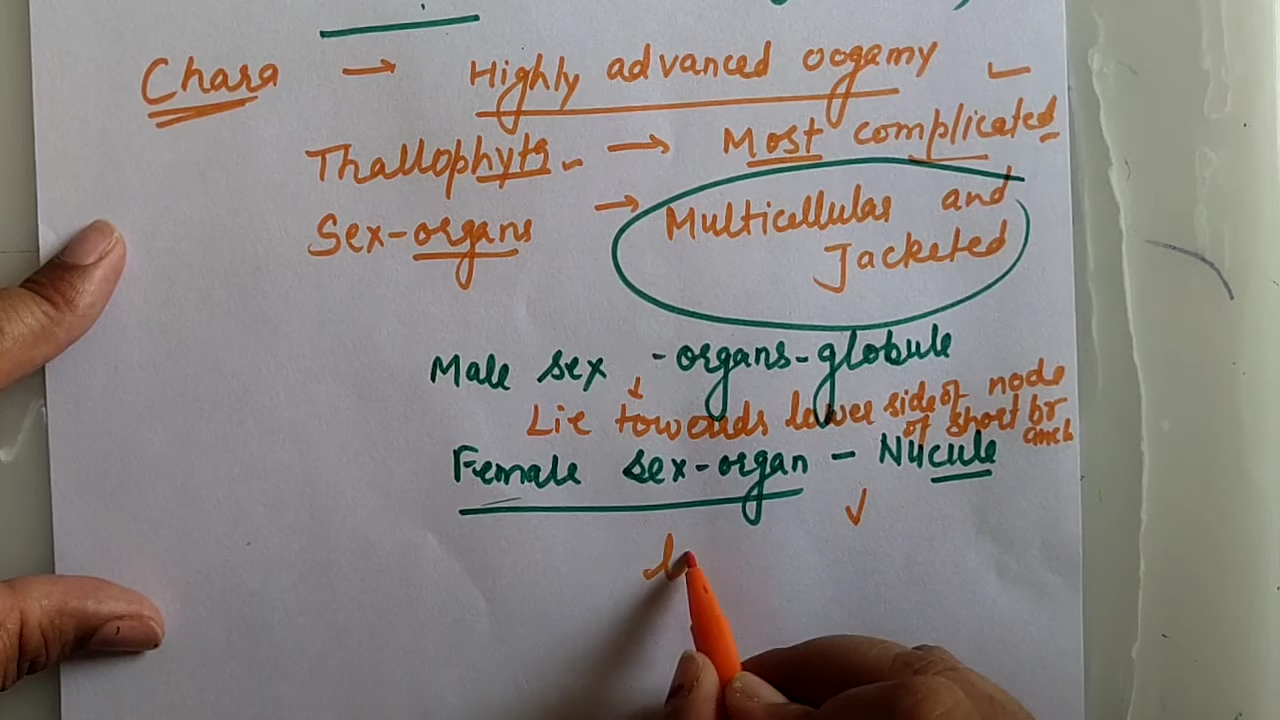 Chara → Highly advanced oogamy
Thallophyta → Most complicated
Sex-organs → Multicellular and
Jacketed
Male sex - organs - globule
Lie towards lower side of node
of short br
anch
Female sex-organ - Nucule
l